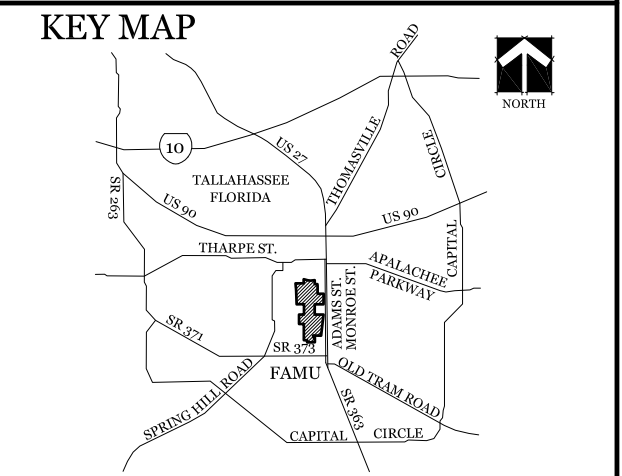 KEY MAP
ROAD
NORTH
10
US 27
THOMASVILLE
CIRCLE
TALLAHASSEE
FLORIDA
SR 263
US 90
US 90
THARPE ST.
CAPITAL
APALACHEE
PARKWAY
ADAMS ST.
MONROE ST.
SR 371
SR 373
FAMU
OLD TRAM ROAD
SPRING HILL ROAD
SR 363
CAPITAL CIRCLE